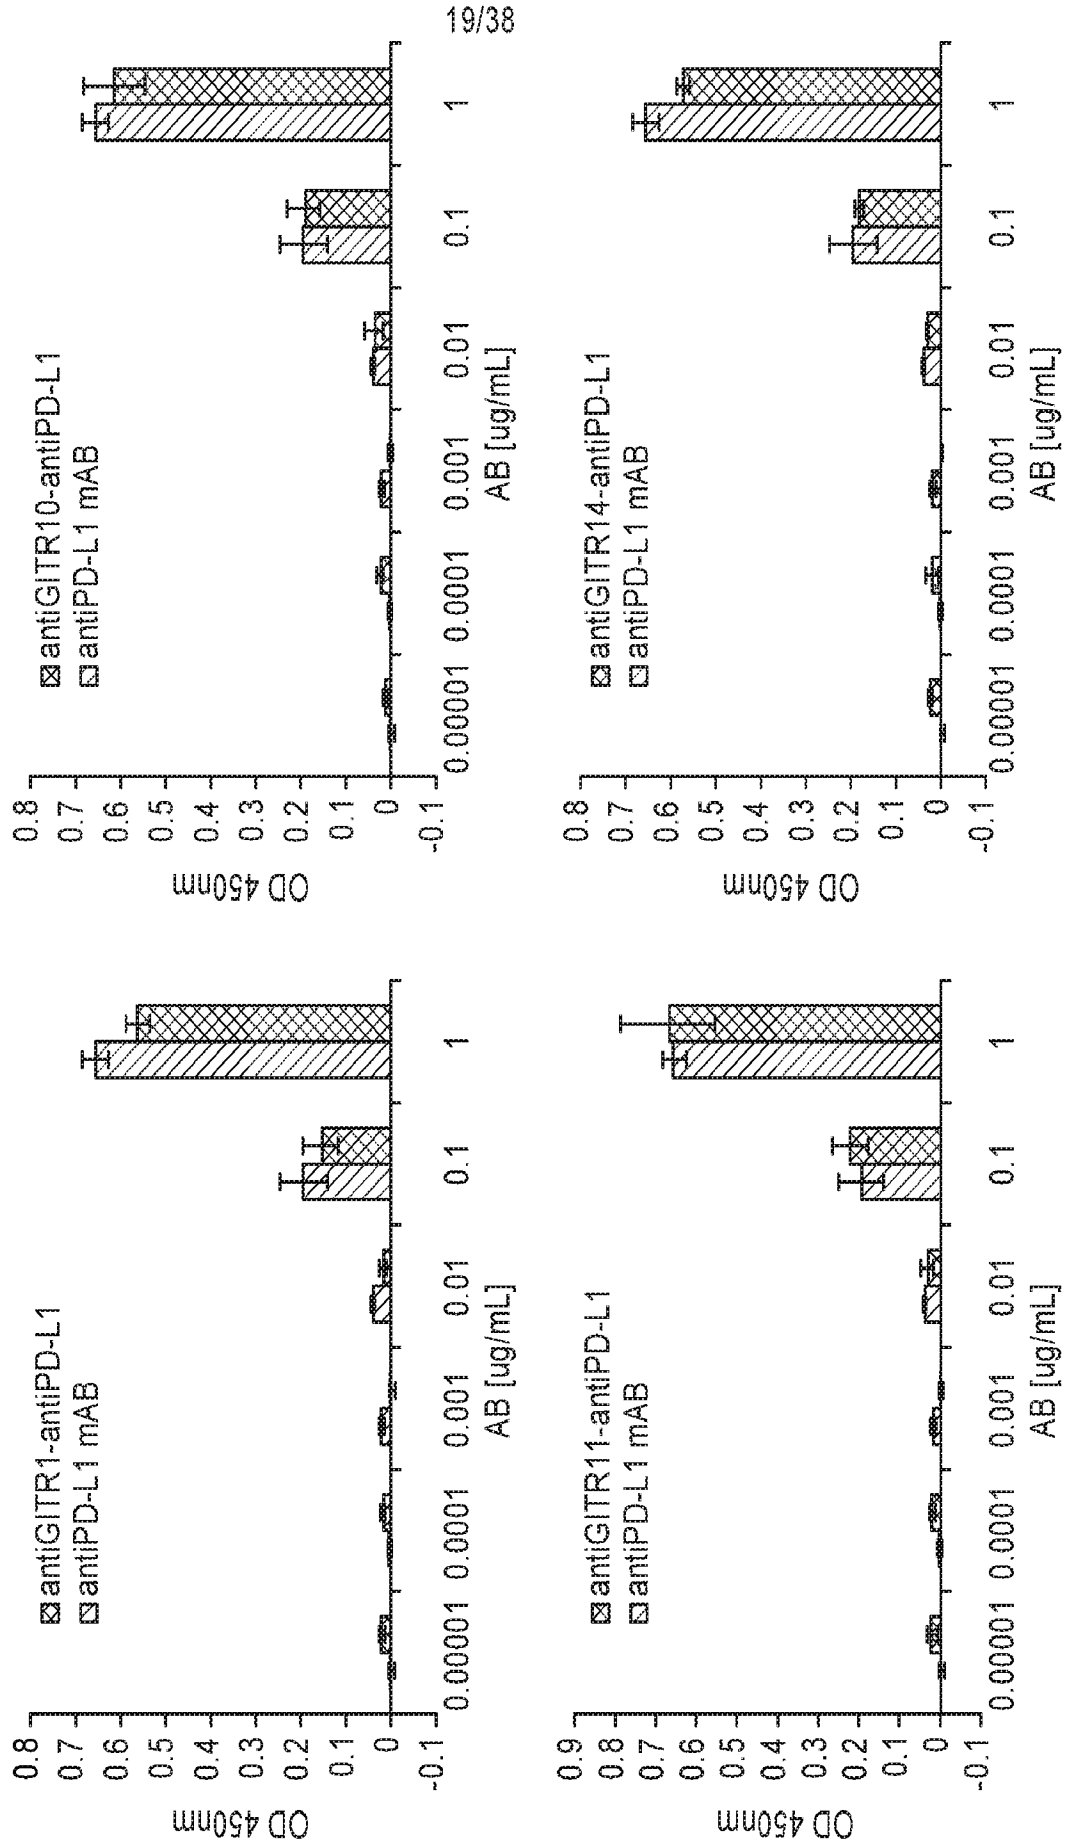 19/38
antiGITR1-antiPD-L1
antiPD-L1 mAB
OD 450nm
0.8
0.7
0.6
0.5
0.4
0.3
0.2
0.1
0
-0.1
0.00001 0.0001 0.001 0.01 0.1 1
AB [ug/mL]
antiGITR10-antiPD-L1
antiPD-L1 mAB
OD 450nm
0.8
0.7
0.6
0.5
0.4
0.3
0.2
0.1
0
-0.1
0.00001 0.0001 0.001 0.01 0.1 1
AB [ug/mL]
antiGITR11-antiPD-L1
antiPD-L1 mAB
OD 450nm
0.9
0.8
0.7
0.6
0.5
0.4
0.3
0.2
0.1
0
-0.1
0.00001 0.0001 0.001 0.01 0.1 1
AB [ug/mL]
antiGITR14-antiPD-L1
antiPD-L1 mAB
OD 450nm
0.8
0.7
0.6
0.5
0.4
0.3
0.2
0.1
0
-0.1
0.00001 0.0001 0.001 0.01 0.1 1
AB [ug/mL]